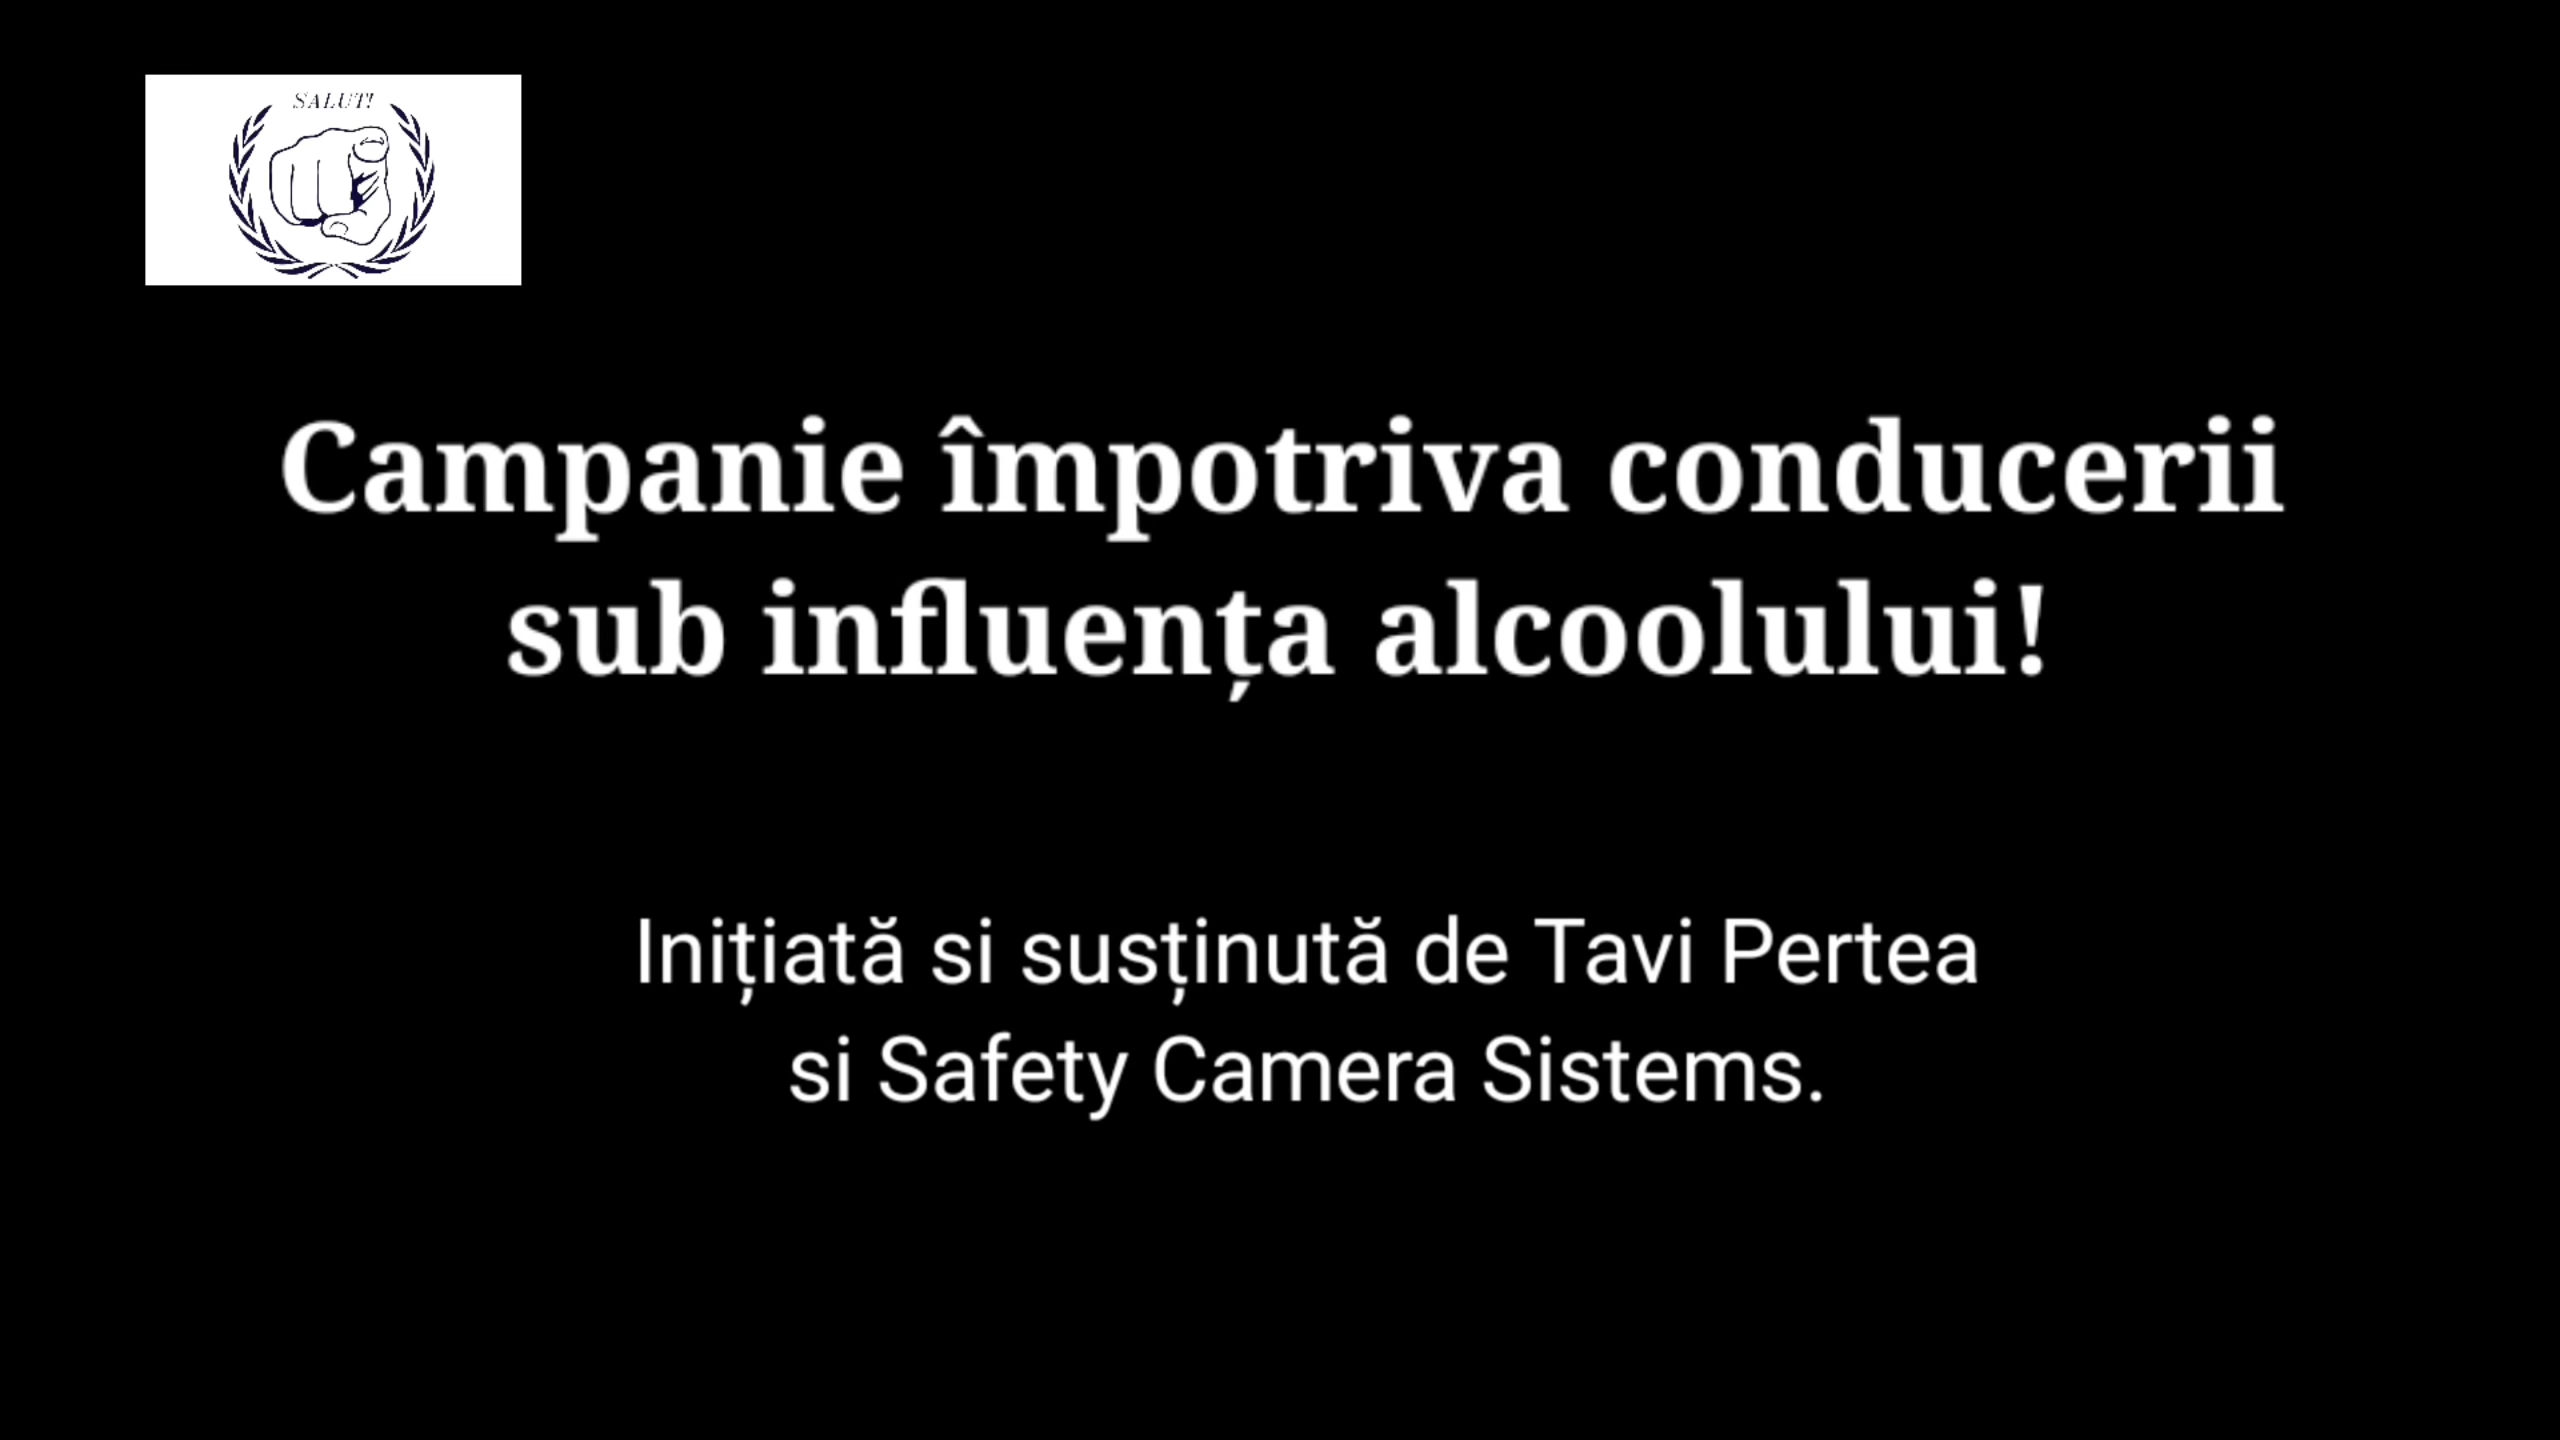 SALUT!
Campanie împotriva conducerii
sub influența alcoolului!
Inițiată si susținută de Tavi Pertea
si Safety Camera Sistems.